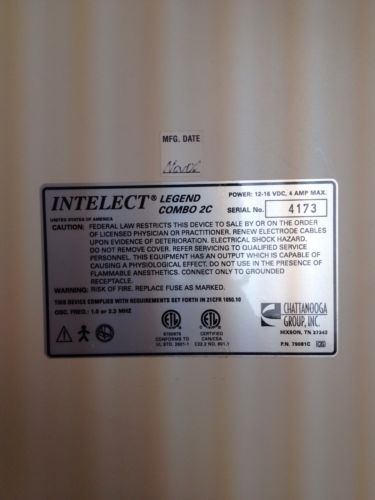 MFG. DATE
INTELECT® LEGEND COMBO 2C
POWER: 12-16 VDC, 4 AMP MAX.
SERIAL No. 4173
UNITED STATES OF AMERICA
CAUTION: FEDERAL LAW RESTRICTS THIS DEVICE TO SALE BY OR ON THE ORDER
OF LICENSED PHYSICIAN OR PRACTITIONER. RENEW ELECTRODE CABLES
UPON EVIDENCE OF DETERIORATION. ELECTRICAL SHOCK HAZARD.
DO NOT REMOVE COVER. REFER SERVICING TO QUALIFIED SERVICE
PERSONNEL. THIS EQUIPMENT HAS AN OUTPUT WHICH IS CAPABLE OF
CAUSING A PHYSIOLOGICAL EFFECT. DO NOT USE IN PRESENCE OF
FLAMMABLE ANESTHETICS. CONNECT ONLY TO GROUNDED
RECEPTACLE.
WARNING: RISK OF FIRE. REPLACE FUSE AS MARKED.
THIS DEVICE COMPLIES WITH REQUIREMENTS SET FORTH IN 21CFR 1050.10
OSC. FREQ.: 1.0 or 3.3 MHZ
CONFORMS TO
UL STD. 2601-1
CERTIFIED
CAN/CSA
C22.2 NO. 601.1
CHATTANOOGA
GROUP, INC.
HIXSON, TN 37343
P.N. 79081C